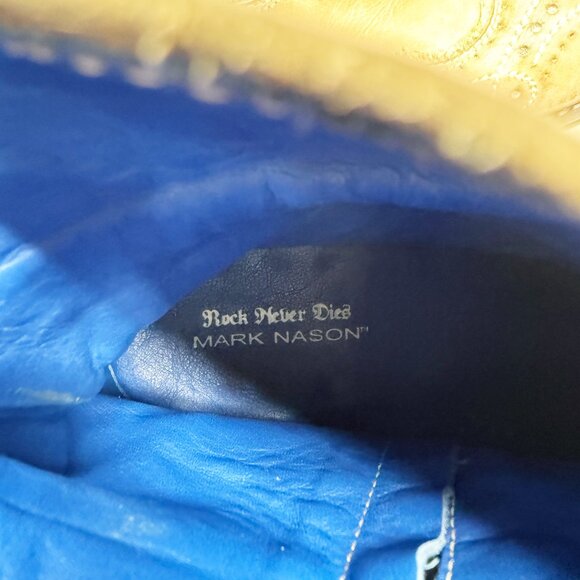 Rock Never Dies
MARK NASON™